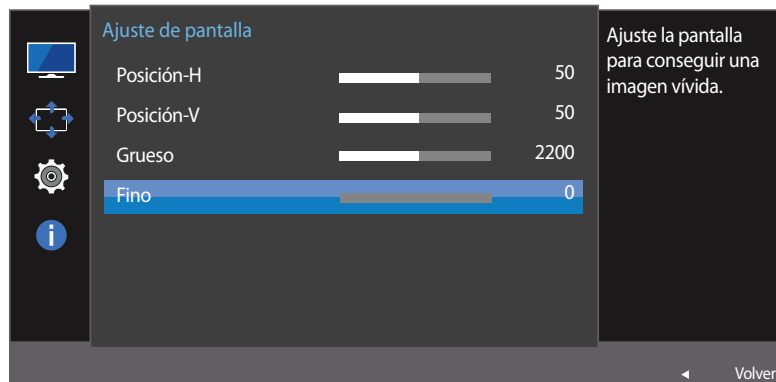 Ajuste de pantalla
Posición-H 50
Posición-V 50
Grueso 2200
Fino 0
Ajuste la pantalla
para conseguir una
imagen vívida.
Volver